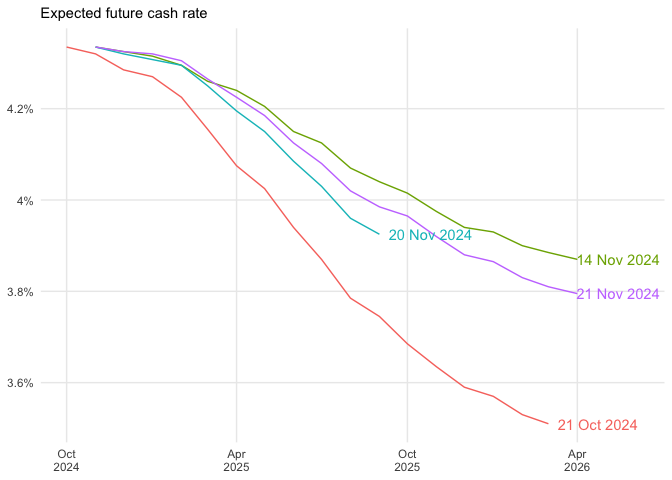 Expected future cash rate
4.2%
4%
3.8%
3.6%
20 Nov 2024
14 Nov 2024
21 Nov 2024
21 Oct 2024
Oct
2024
Apr
2025
Oct
2025
Apr
2026